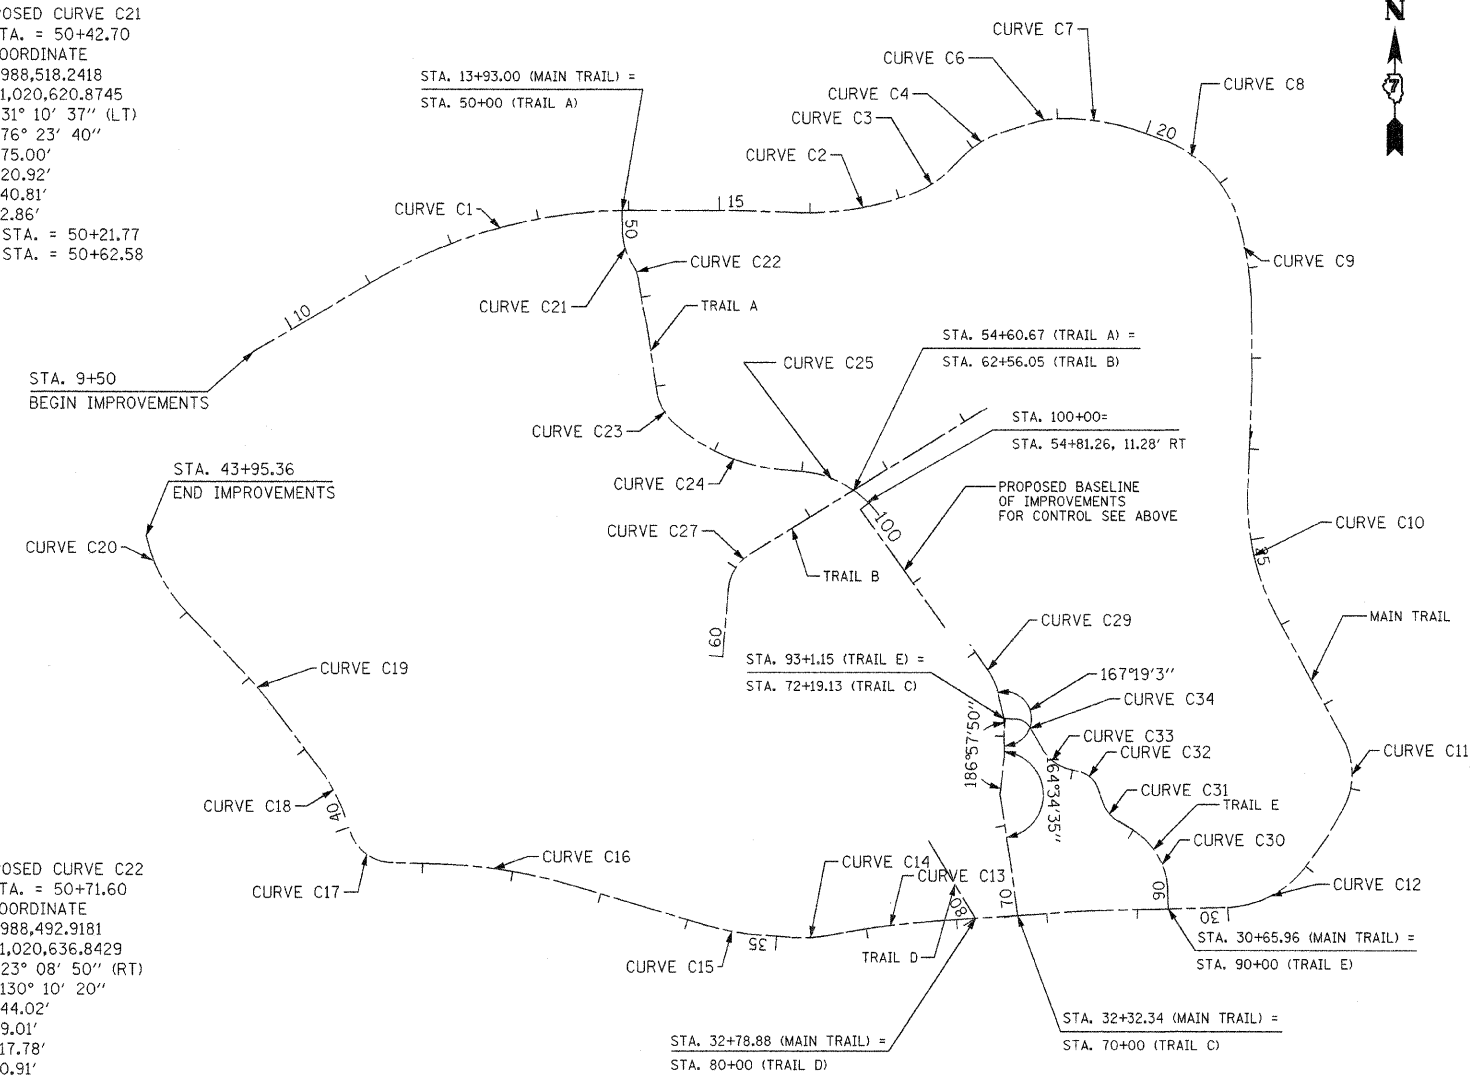 OSED CURVE C21
TA. = 50+42.70
OORDINATE
988,518.2418
1,020,620.8745
31° 10' 37" (LT)
76° 23' 40"
75.00'
20.92'
40.81'
2.86'
STA. = 50+21.77
STA. = 50+62.58
N
7
CURVE C7
CURVE C6
CURVE C8
STA. 13+93.00 (MAIN TRAIL) =
STA. 50+00 (TRAIL A)
CURVE C4
CURVE C3
20
CURVE C2
15
CURVE C1
50
CURVE C22
CURVE C9
CURVE C21
TRAIL A
10
STA. 54+60.67 (TRAIL A) =
STA. 62+56.05 (TRAIL B)
CURVE C25
STA. 9+50
BEGIN IMPROVEMENTS
STA. 100+00=
STA. 54+81.26, 11.28' RT
CURVE C23
STA. 43+95.36
END IMPROVEMENTS
CURVE C24
PROPOSED BASELINE
OF IMPROVEMENTS
FOR CONTROL SEE ABOVE
100
CURVE C27
CURVE C10
CURVE C20
25
TRAIL B
MAIN TRAIL
CURVE C29
60
STA. 93+1.15 (TRAIL E) =
STA. 72+19.13 (TRAIL C)
CURVE C19
167°19'3"
CURVE C34
186°57'50"
CURVE C33
CURVE C32
CURVE C11
164°34'35"
CURVE C31
TRAIL E
CURVE C18
40
CURVE C30
CURVE C16
CURVE C14
CURVE C13
CURVE C17
CURVE C12
90
70
80
30
35
STA. 30+65.96 (MAIN TRAIL) =
STA. 90+00 (TRAIL E)
TRAIL D
CURVE C15
STA. 32+32.34 (MAIN TRAIL) =
STA. 70+00 (TRAIL C)
STA. 32+78.88 (MAIN TRAIL) =
STA. 80+00 (TRAIL D)
OSED CURVE C22
TA. = 50+71.60
OORDINATE
988,492.9181
1,020,636.8429
23° 08' 50" (RT)
130° 10' 20"
44.02'
9.01'
17.78'
0.91'